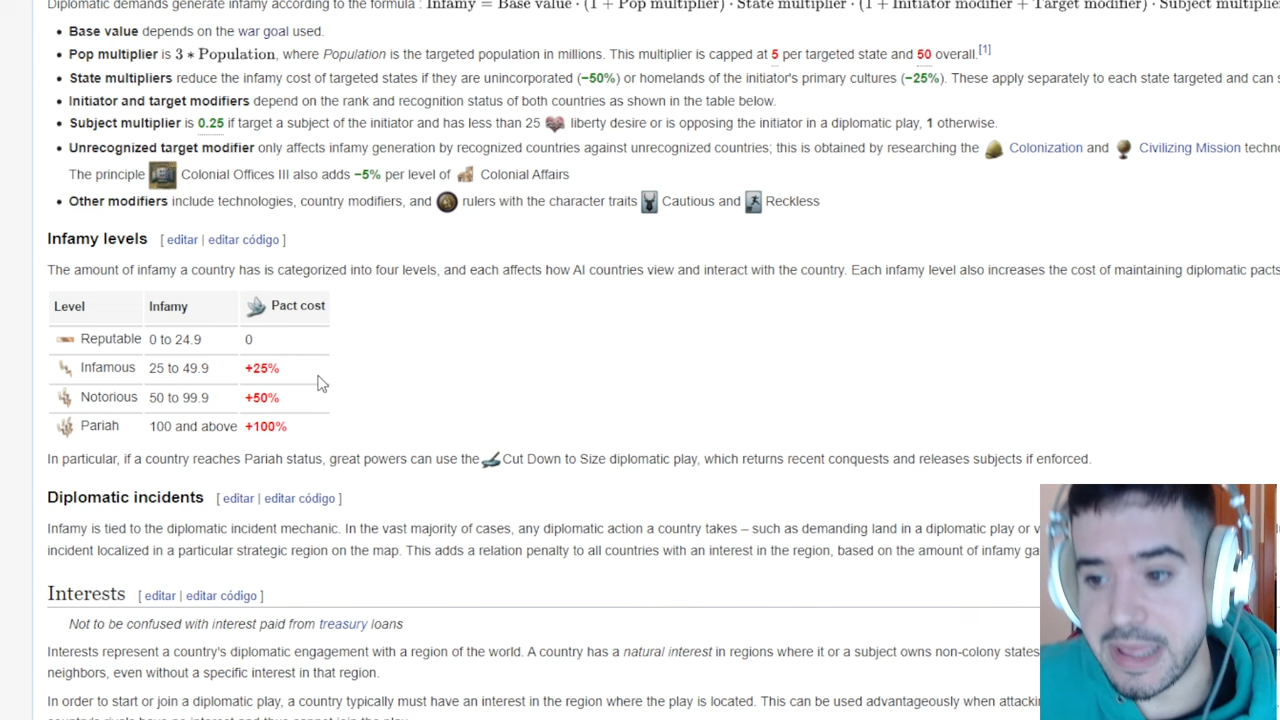 Diplomatic demands generate infamy according to the formula : Infamy = Base value · (1 + Pop multiplier) · State multiplier · (1 + Initiator modifier + Target modifier) · Subject multiplier
• Base value depends on the war goal used.
• Pop multiplier is 3 * Population, where Population is the targeted population in millions. This multiplier is capped at 5 per targeted state and 50 overall.[1]
• State multipliers reduce the infamy cost of targeted states if they are unincorporated (−50%) or homelands of the initiator's primary cultures (−25%). These apply separately to each state targeted and can
• Initiator and target modifiers depend on the rank and recognition status of both countries as shown in the table below.
• Subject multiplier is 0.25 if target a subject of the initiator and has less than 25 liberty desire or is opposing the initiator in a diplomatic play, 1 otherwise.
• Unrecognized target modifier only affects infamy generation by recognized countries against unrecognized countries; this is obtained by researching the Colonization and Civilizing Mission
The principle Colonial Offices III also adds −5% per level of Colonial Affairs
• Other modifiers include technologies, country modifiers, and rulers with the character traits Cautious and Reckless
Infamy levels [ editar | editar código ]
The amount of infamy a country has is categorized into four levels, and each affects how AI countries view and interact with the country. Each infamy level also increases the cost of maintaining diplomatic pacts
Level Infamy Pact cost
Reputable 0 to 24.9 0
Infamous 25 to 49.9 +25%
Notorious 50 to 99.9 +50%
Pariah 100 and above +100%
In particular, if a country reaches Pariah status, great powers can use the Cut Down to Size diplomatic play, which returns recent conquests and releases subjects if enforced.
Diplomatic incidents [ editar | editar código ]
Infamy is tied to the diplomatic incident mechanic. In the vast majority of cases, any diplomatic action a country takes – such as demanding land in a diplomatic play or
incident localized in a particular strategic region on the map. This adds a relation penalty to all countries with an interest in the region, based on the amount of infamy
Interests [ editar | editar código ]
Not to be confused with interest paid from treasury loans
Interests represent a country's diplomatic engagement with a region of the world. A country has a natural interest in regions where it or a subject owns non-colony states
neighbors, even without a specific interest in that region.
In order to start or join a diplomatic play, a country typically must have an interest in the region where the play is located. This can be used advantageously when